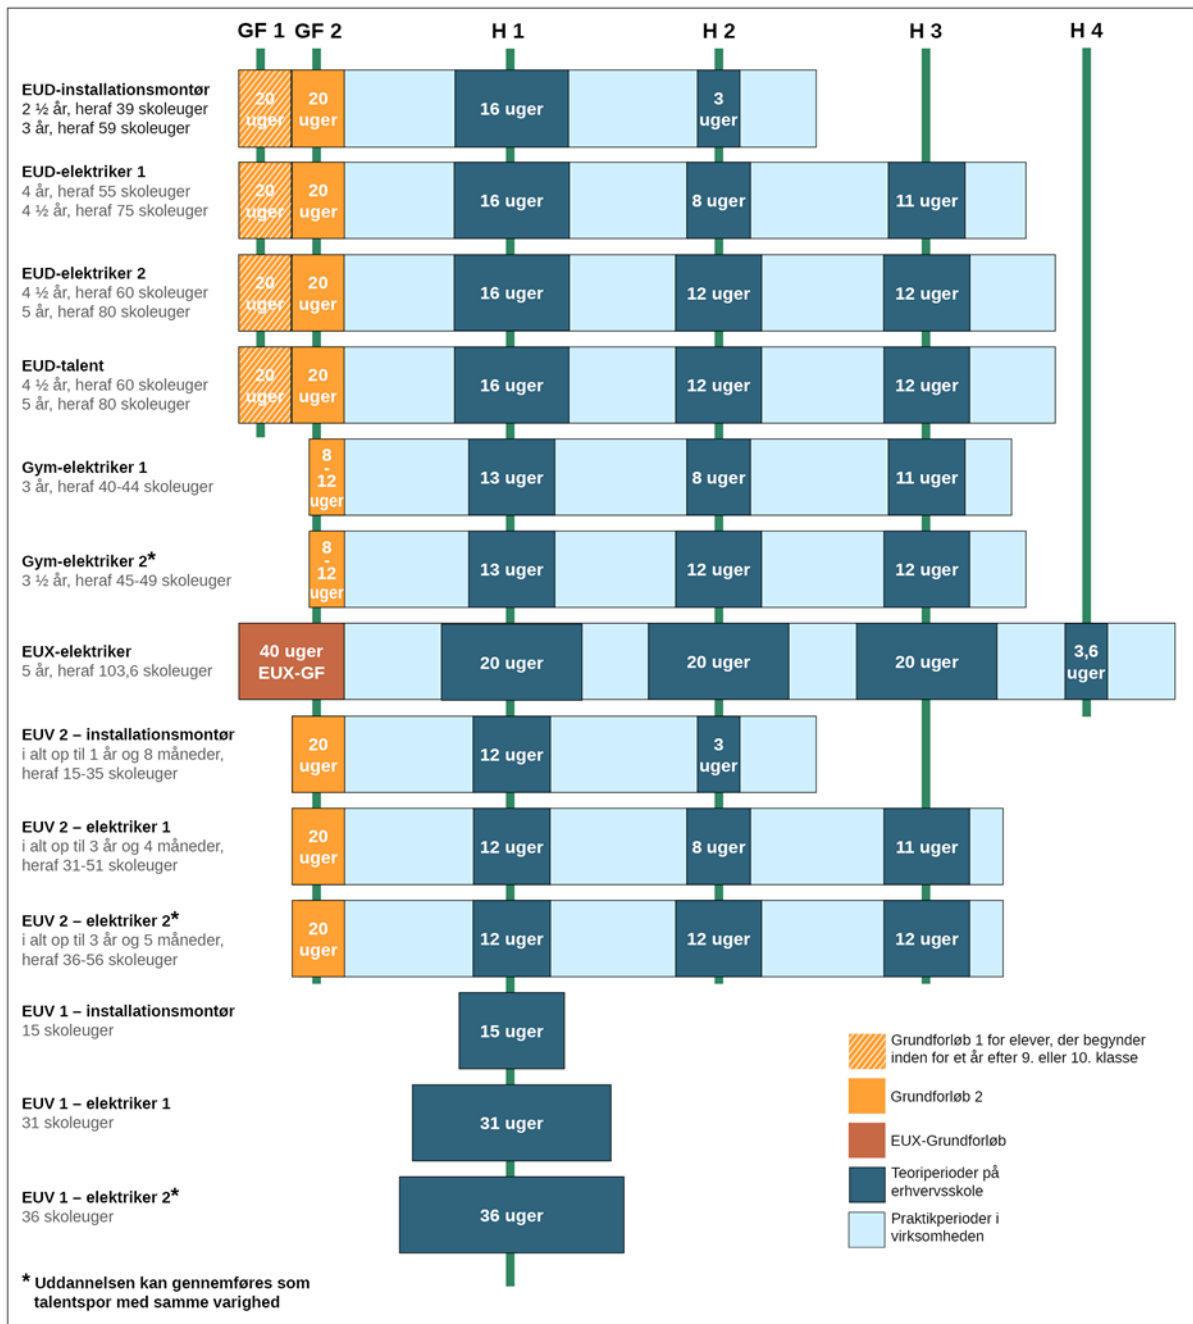 GF 1 GF 2 H 1 H 2 H 3 H 4
EUD-installationsmontør
2 ½ år, heraf 39 skoleuger
3 år, heraf 59 skoleuger
20
uger
20
uger
16 uger
3
uger
EUD-elektriker 1
4 år, heraf 55 skoleuger
4 ½ år, heraf 75 skoleuger
20
uger
20
uger
16 uger
8 uger
11 uger
EUD-elektriker 2
4 ½ år, heraf 60 skoleuger
5 år, heraf 80 skoleuger
20
uger
20
uger
16 uger
12 uger
12 uger
EUD-talent
4 ½ år, heraf 60 skoleuger
5 år, heraf 80 skoleuger
20
uger
20
uger
16 uger
12 uger
12 uger
Gym-elektriker 1
3 år, heraf 40-44 skoleuger
8
-
12
uger
13 uger
8 uger
11 uger
Gym-elektriker 2*
3 ½ år, heraf 45-49 skoleuger
8
-
12
uger
13 uger
12 uger
12 uger
EUX-elektriker
5 år, heraf 103,6 skoleuger
40 uger
EUX-GF
20 uger
20 uger
20 uger
3,6
uger
EUV 2 – installationsmontør
i alt op til 1 år og 8 måneder,
heraf 15-35 skoleuger
20
uger
12 uger
3
uger
EUV 2 – elektriker 1
i alt op til 3 år og 4 måneder,
heraf 31-51 skoleuger
20
uger
12 uger
8 uger
11 uger
EUV 2 – elektriker 2*
i alt op til 3 år og 5 måneder,
heraf 36-56 skoleuger
20
uger
12 uger
12 uger
12 uger
EUV 1 – installationsmontør
15 skoleuger
15 uger
EUV 1 – elektriker 1
31 skoleuger
31 uger
EUV 1 – elektriker 2*
36 skoleuger
36 uger
Grundforløb 1 for elever, der begynder
inden for et år efter 9. eller 10. klasse
Grundforløb 2
EUX-Grundforløb
Teoriperioder på
erhvervsskole
Praktikperioder i
virksomheden
* Uddannelsen kan gennemføres som
talentspor med samme varighed